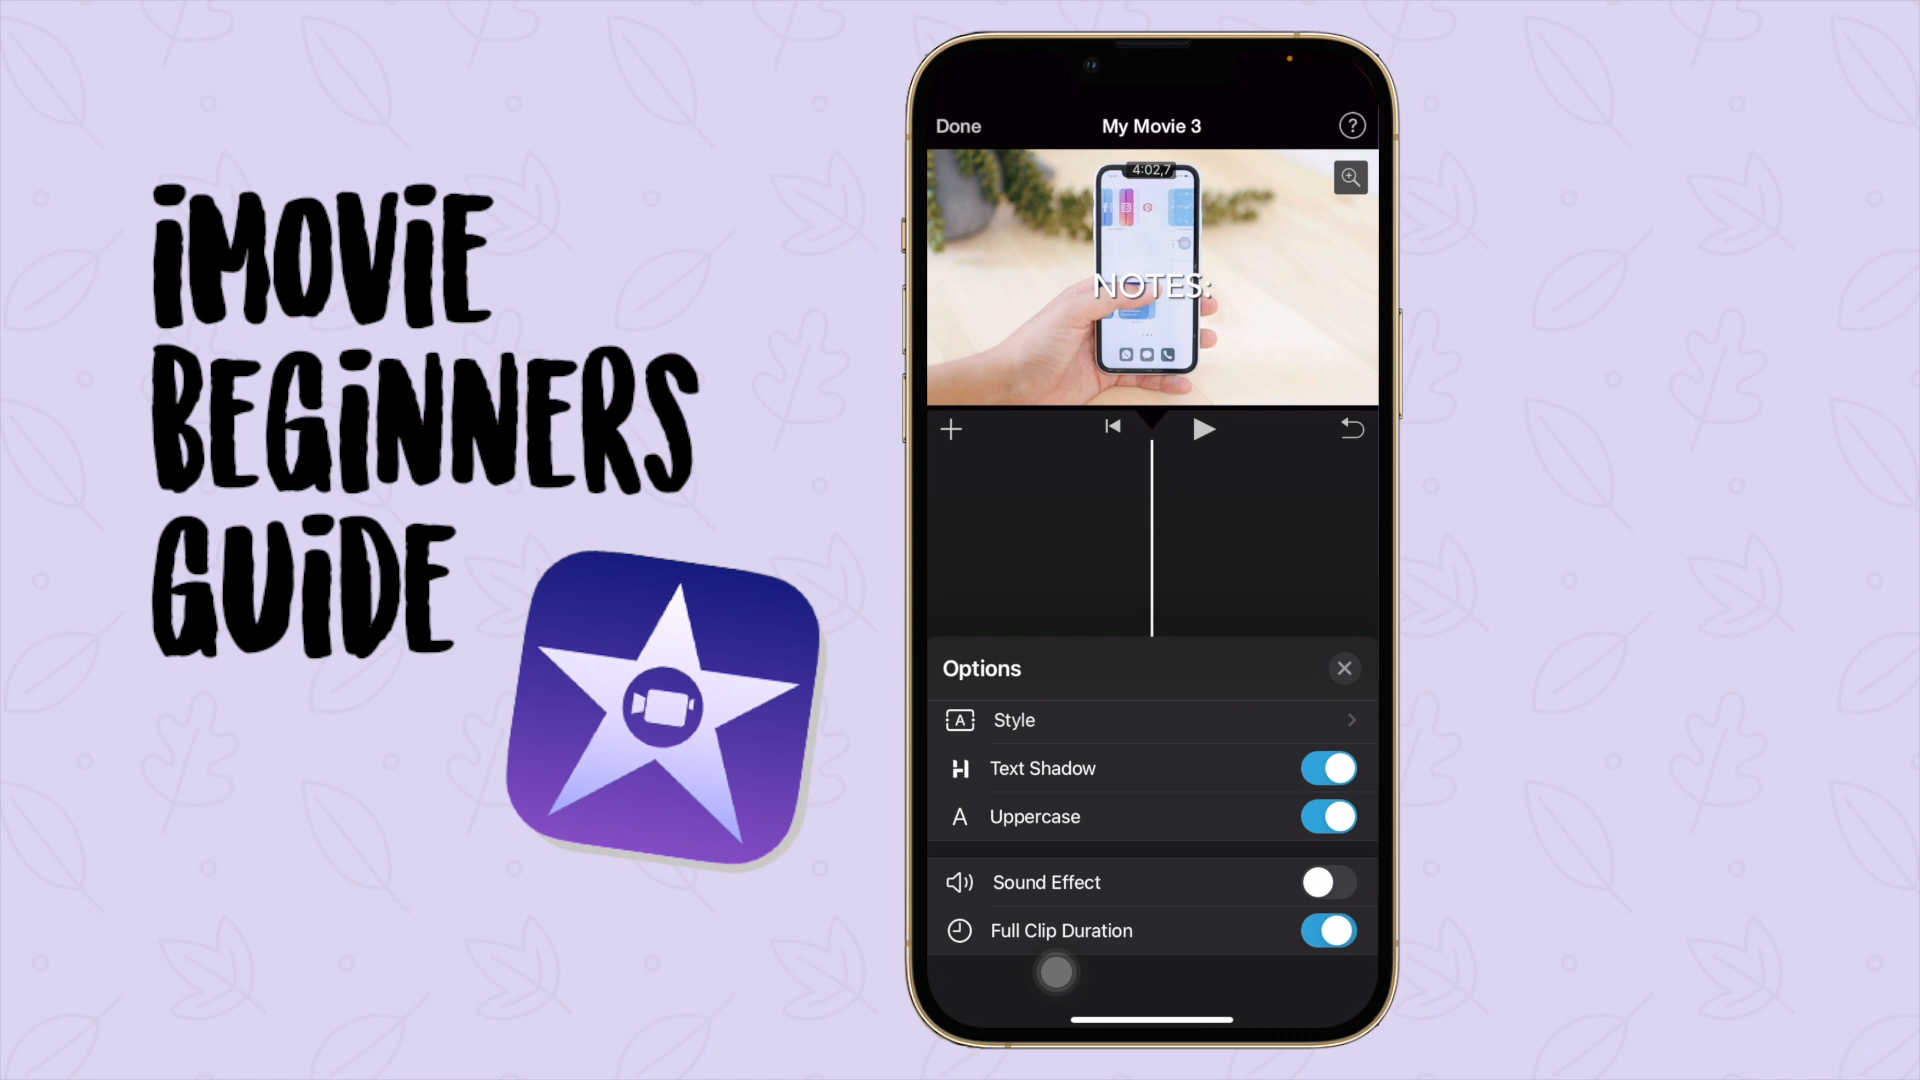 iMOViE
BEGiNNERS
GUiDE
Done
My Movie 3
?
4:02,7
NOTES:
Options
A Style
Text Shadow
A Uppercase
Sound Effect
Full Clip Duration